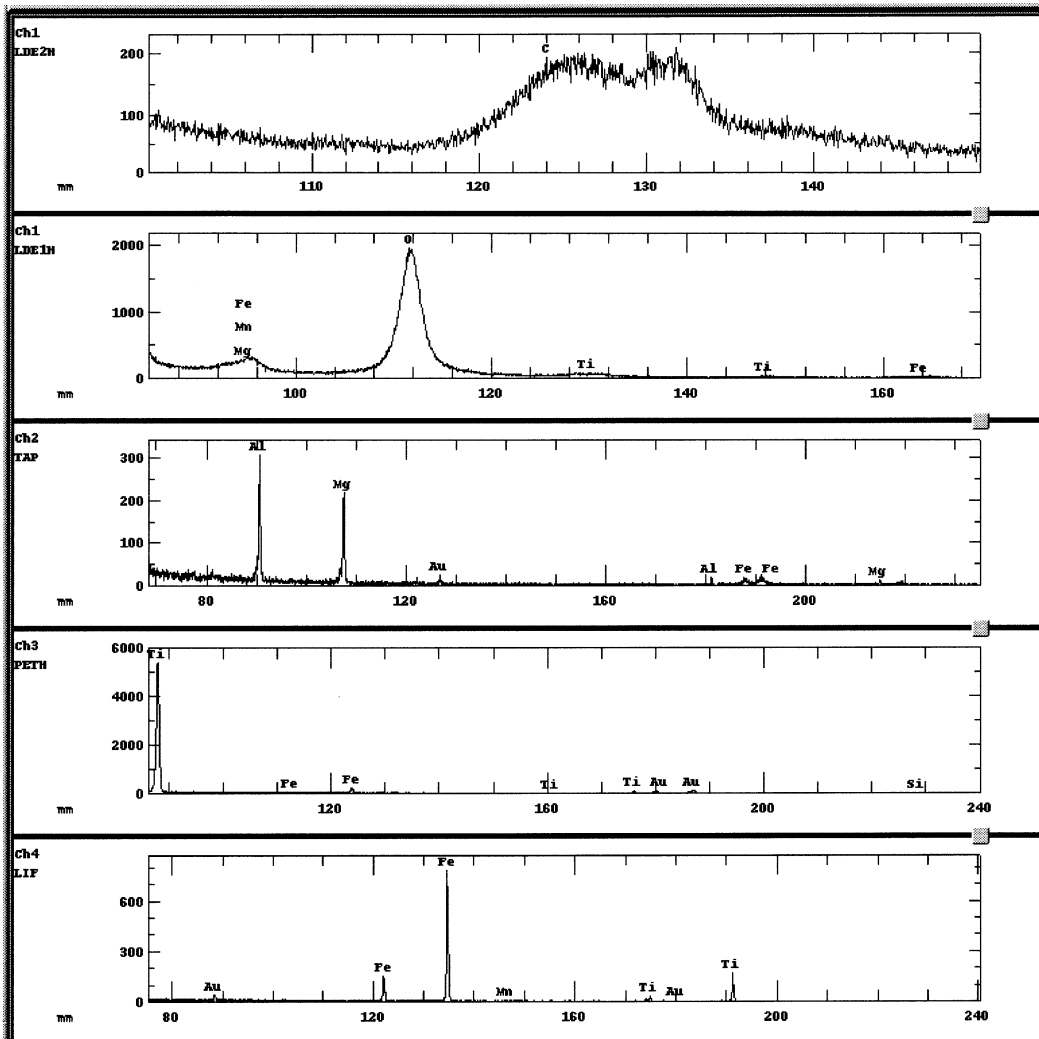 Ch1
LDE2H
200
100
0
C
mm
110
120
130
140
Ch1
LDE1H
2000
1000
0
O
Fe
Mn
Mg
Ti
Ti
Fe
mm
100
120
140
160
Ch2
TAP
300
200
100
0
Al
Mg
Au
Al
Fe
Fe
Mg
mm
80
120
160
200
Ch3
PETH
6000
4000
2000
0
Ti
Fe
Fe
Ti
Ti
Au
Au
Si
mm
120
160
200
240
Ch4
LIF
600
300
0
Au
Fe
Fe
Mn
Ti
Au
Ti
mm
80
120
160
200
240